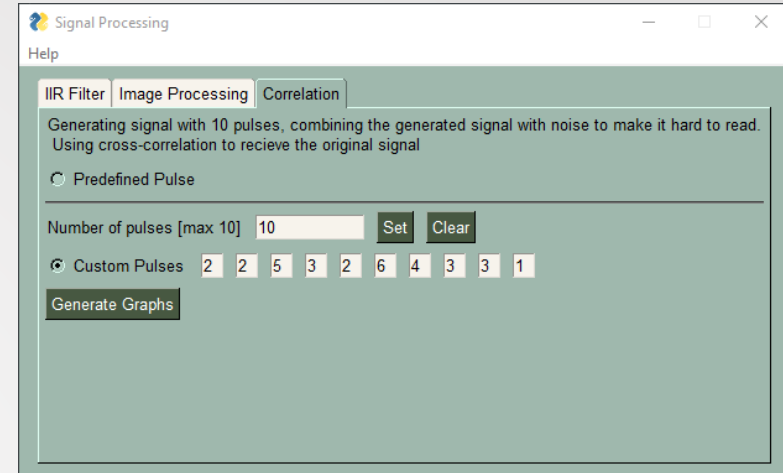 Signal Processing
Help
IIR Filter Image Processing Correlation
Generating signal with 10 pulses, combining the generated signal with noise to make it hard to read.
Using cross-correlation to recieve the original signal
Predefined Pulse
Number of pulses [max 10] 10 Set Clear
Custom Pulses 2 2 5 3 2 6 4 3 3 1
Generate Graphs